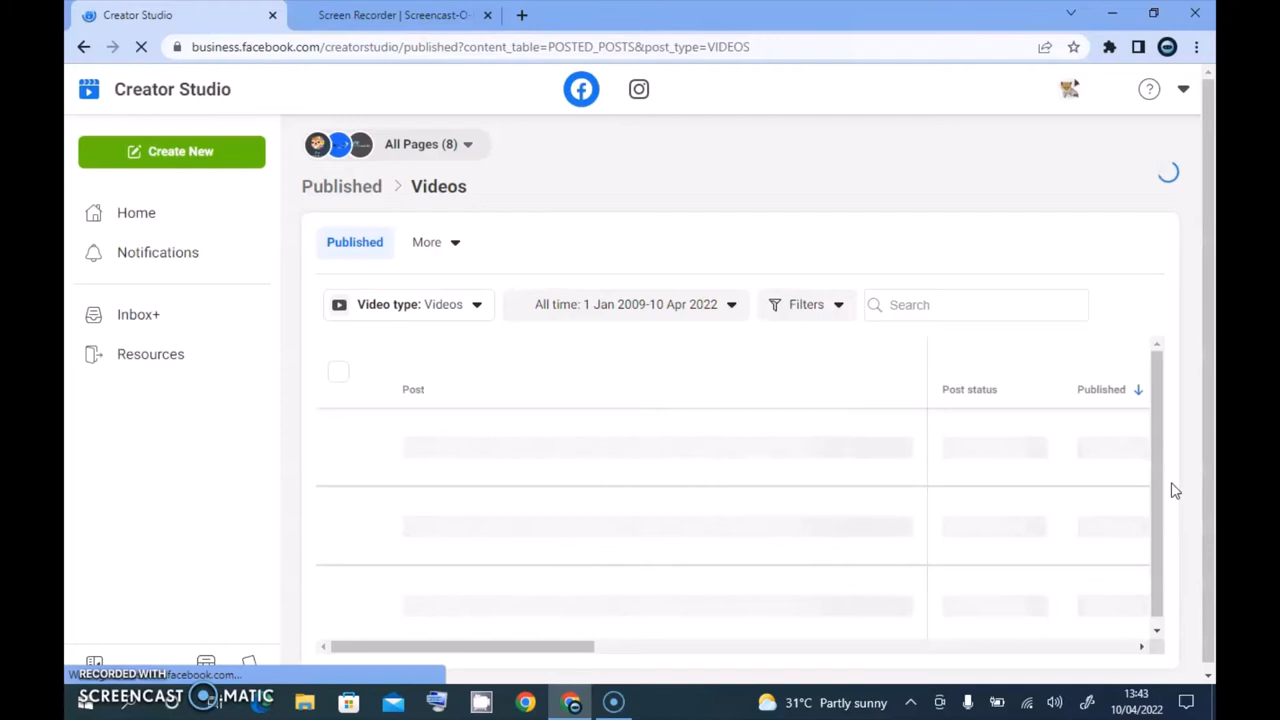 Creator Studio
Screen Recorder | Screencast-O-
business.facebook.com/creatorstudio/published?content_table=POSTED_POSTS&post_type=VIDEOS
Creator Studio
?
Create New
All Pages (8)
Published > Videos
Home
Notifications
Inbox+
Resources
Published
More
Video type: Videos
All time: 1 Jan 2009-10 Apr 2022
Filters
Search
Post
Post status
Published
facebook.com...
RECORDED WITH
SCREENCAST MATIC
31°C Partly sunny
13:43
10/04/2022